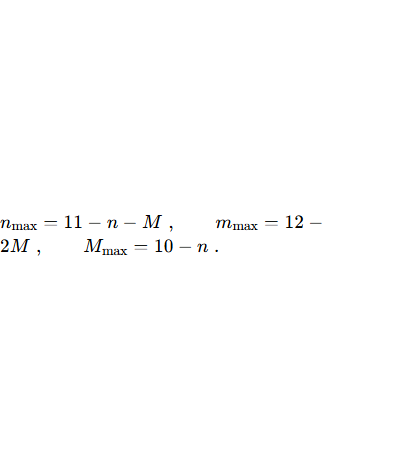 n_max = 11 − n − M , m_max = 12 −
2M , M_max = 10 − n .